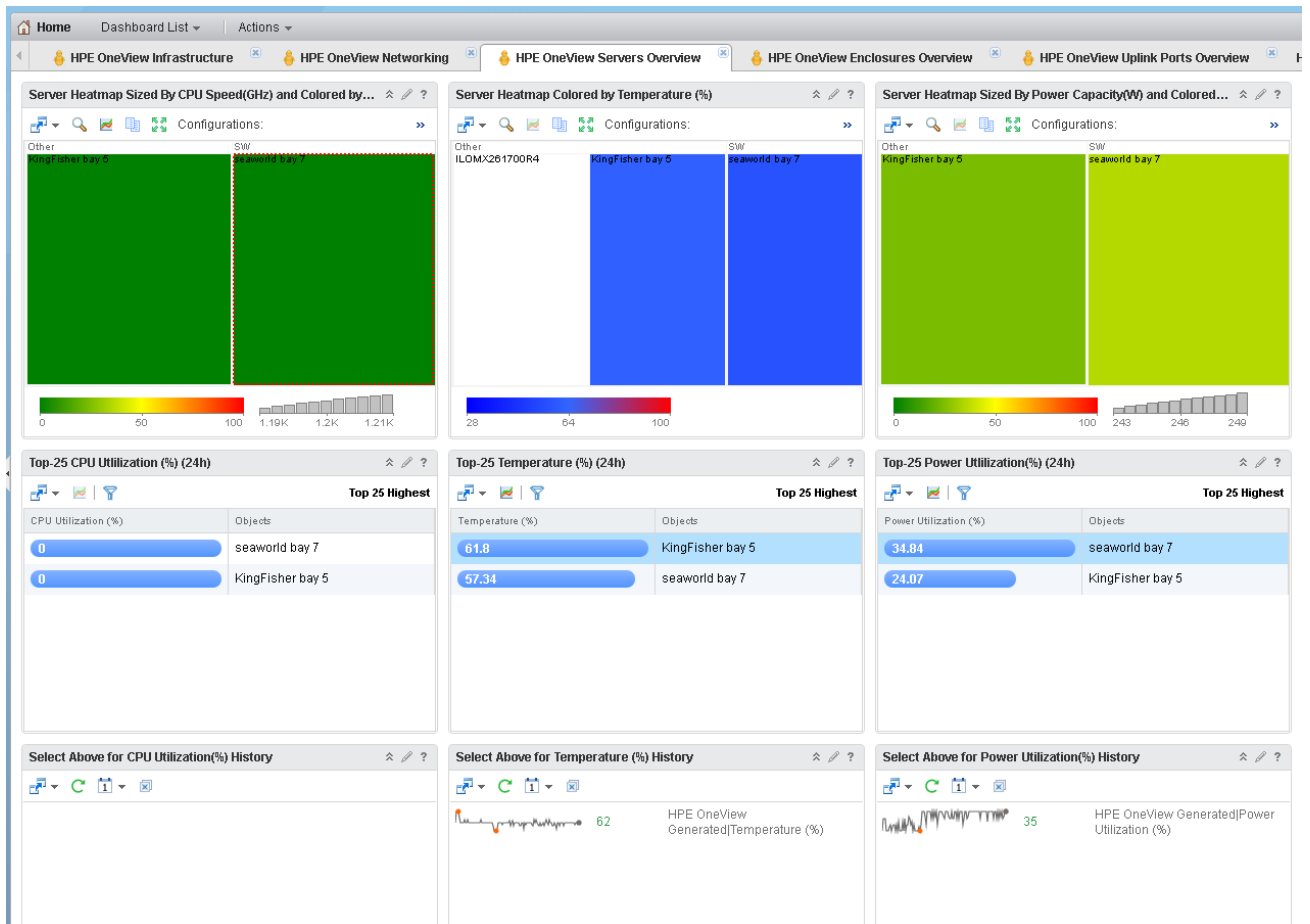 Home Dashboard List Actions
HPE OneView Infrastructure HPE OneView Networking HPE OneView Servers Overview HPE OneView Enclosures Overview HPE OneView Uplink Ports Overview H
Server Heatmap Sized By CPU Speed(GHz) and Colored by... ?
Configurations: »
Other SW
KingFisher bay 5 seaworld bay 7
0 50 100 1.19K 1.2K 1.21K
Server Heatmap Colored by Temperature (%) ?
Configurations: »
Other SW
ILOMX261700R4 KingFisher bay 5 seaworld bay 7
28 64 100
Server Heatmap Sized By Power Capacity(W) and Colored... ?
Configurations: »
Other SW
KingFisher bay 5 seaworld bay 7
0 50 100 243 246 249
Top-25 CPU Utlilization (%) (24h) ?
Top 25 Highest
CPU Utilization (%) Objects
0 seaworld bay 7
0 KingFisher bay 5
Top-25 Temperature (%) (24h) ?
Top 25 Highest
Temperature (%) Objects
61.8 KingFisher bay 5
57.34 seaworld bay 7
Top-25 Power Utlilization(%) (24h) ?
Top 25 Highest
Power Utilization (%) Objects
34.84 seaworld bay 7
24.07 KingFisher bay 5
Select Above for CPU Utilization(%) History ?
1
Select Above for Temperature (%) History ?
1
62 HPE OneView
Generated|Temperature (%)
Select Above for Power Utilization(%) History ?
1
35 HPE OneView Generated|Power
Utilization (%)